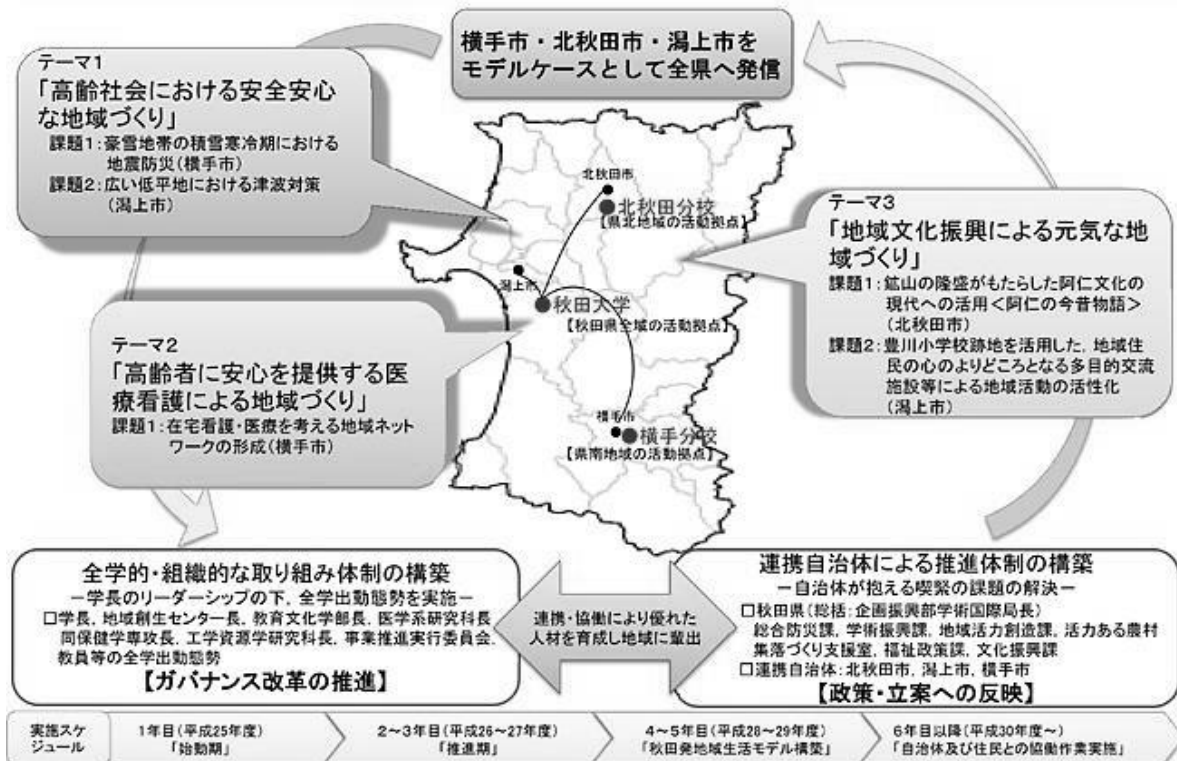 横手市・北秋田市・潟上市を
モデルケースとして全県へ発信
テーマ1
「高齢社会における安全安心
な地域づくり」
課題1:豪雪地帯の積雪寒冷期における
地震防災(横手市)
課題2:広い低平地における津波対策
(潟上市)
テーマ2
「高齢者に安心を提供する医
療看護による地域づくり」
課題1:在宅看護・医療を考える地域ネット
ワークの形成(横手市)
北秋田市
北秋田分校
【県北地域の活動拠点】
潟上市
秋田大学
【秋田県全域の活動拠点】
横手市
横手分校
【県南地域の活動拠点】
テーマ3
「地域文化振興による元気な地
域づくり」
課題1:鉱山の隆盛がもたらした阿仁文化の
現代への活用<阿仁の今昔物語>
(北秋田市)
課題2:豊川小学校跡地を活用した、地域住
民の心のよりどころとなる多目的交流
施設等による地域活動の活性化
(潟上市)
全学的・組織的な取り組み体制の構築
−学長のリーダーシップの下、全学出動態勢を実施−
□学長、地域創生センター長、教育文化学部長、医学系研究科長、
同保健学専攻長、工学資源学研究科長、事業推進実行委員会、
教員等の全学出動態勢
【ガバナンス改革の推進】
連携・協働により優れた
人材を育成し地域に輩出
連携自治体による推進体制の構築
−自治体が抱える喫緊の課題の解決−
□秋田県(総括:企画振興部学術国際局長)
総合防災課、学術振興課、地域活力創造課、活力ある農村
集落づくり支援室、福祉政策課、文化振興課
□連携自治体:北秋田市、潟上市、横手市
【政策・立案への反映】
実施スケ
ジュール
1年目(平成25年度)
「始動期」
2〜3年目(平成26〜27年度)
「推進期」
4〜5年目(平成28〜29年度)
「秋田発地域生活モデル構築」
6年目以降(平成30年度〜)
「自治体及び住民との協働作業実施」